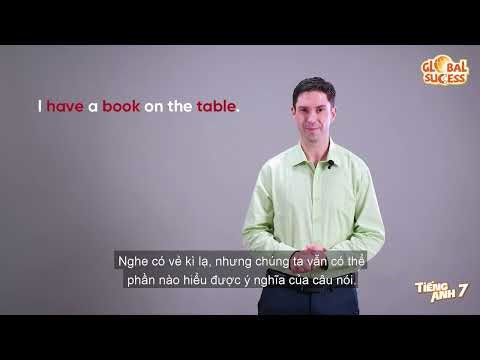 GLOBAL
SUCCESS
I have a book on the table.
Nghe có vẻ kì lạ, nhưng chúng ta vẫn có thể
phần nào hiểu được ý nghĩa của câu nói.
TIẾNG
ANH 7